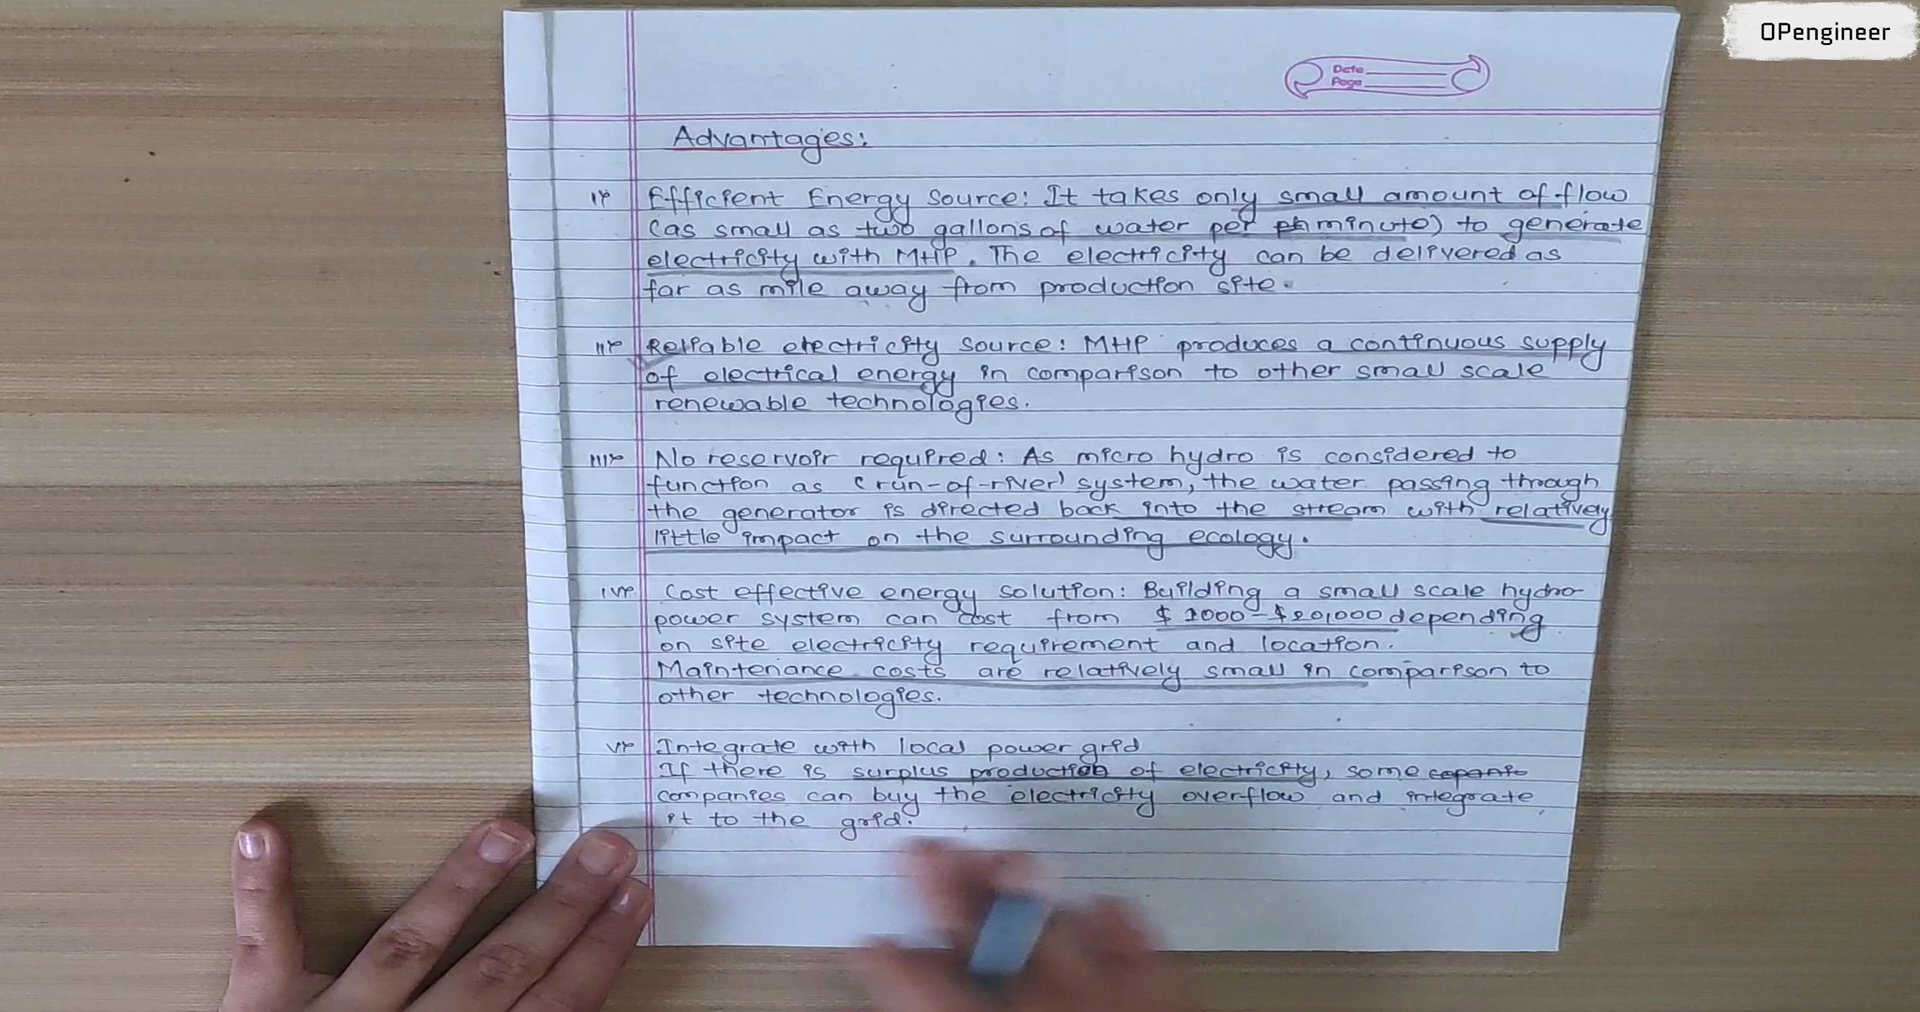 OPengineer
Date
Page
Advantages:
i) Efficient Energy Source: It takes only small amount of flow
(as small as two gallons of water per minute) to generate
electricity with MHP. The electricity can be delivered as
far as mile away from production site.
ii) Reliable electricity source: MHP produces a continuous supply
of electrical energy in comparison to other small scale
renewable technologies.
iii) No reservoir required: As micro hydro is considered to
function as 'run-of-river' system, the water passing through
the generator is directed back into the stream with relatively
little impact on the surrounding ecology.
iv) Cost effective energy solution: Building a small scale hydro
power system can cost from $1000-$20,000 depending
on site electricity requirement and location.
Maintenance costs are relatively small in comparison to
other technologies.
v) Integrate with local power grid
If there is surplus production of electricity, some
companies can buy the electricity overflow and integrate
it to the grid.